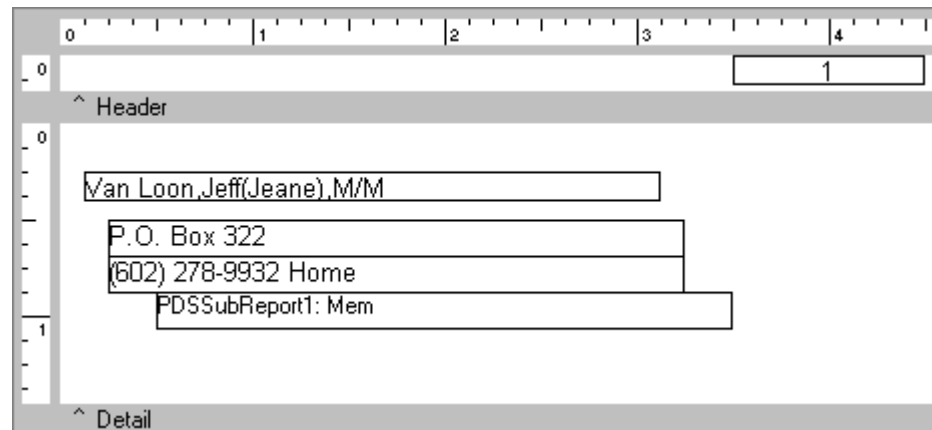 0 1 2 3 4
0 1
^ Header
0
Van Loon,Jeff(Jeane),M/M
P.O. Box 322
(602) 278-9932 Home
PDSSubReport1: Mem
1
^ Detail